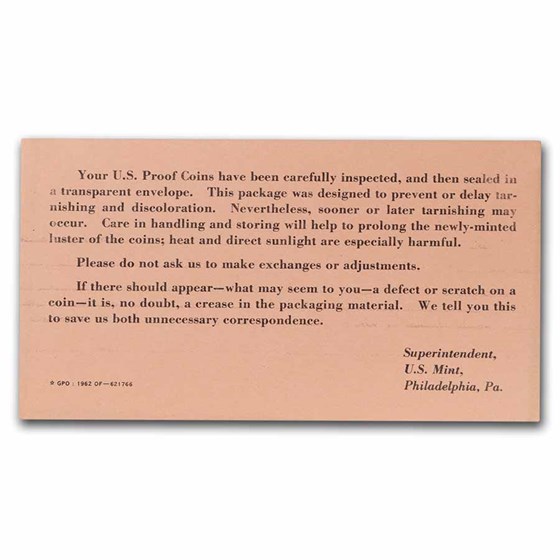 Your U.S. Proof Coins have been carefully inspected, and then sealed in
a transparent envelope. This package was designed to prevent or delay tar-
nishing and discoloration. Nevertheless, sooner or later tarnishing may
occur. Care in handling and storing will help to prolong the newly-minted
luster of the coins; heat and direct sunlight are especially harmful.
Please do not ask us to make exchanges or adjustments.
If there should appear—what may seem to you—a defect or scratch on a
coin—it is, no doubt, a crease in the packaging material. We tell you this
to save us both unnecessary correspondence.
Superintendent,
U.S. Mint,
Philadelphia, Pa.
☆ GPO : 1962 OF—621766